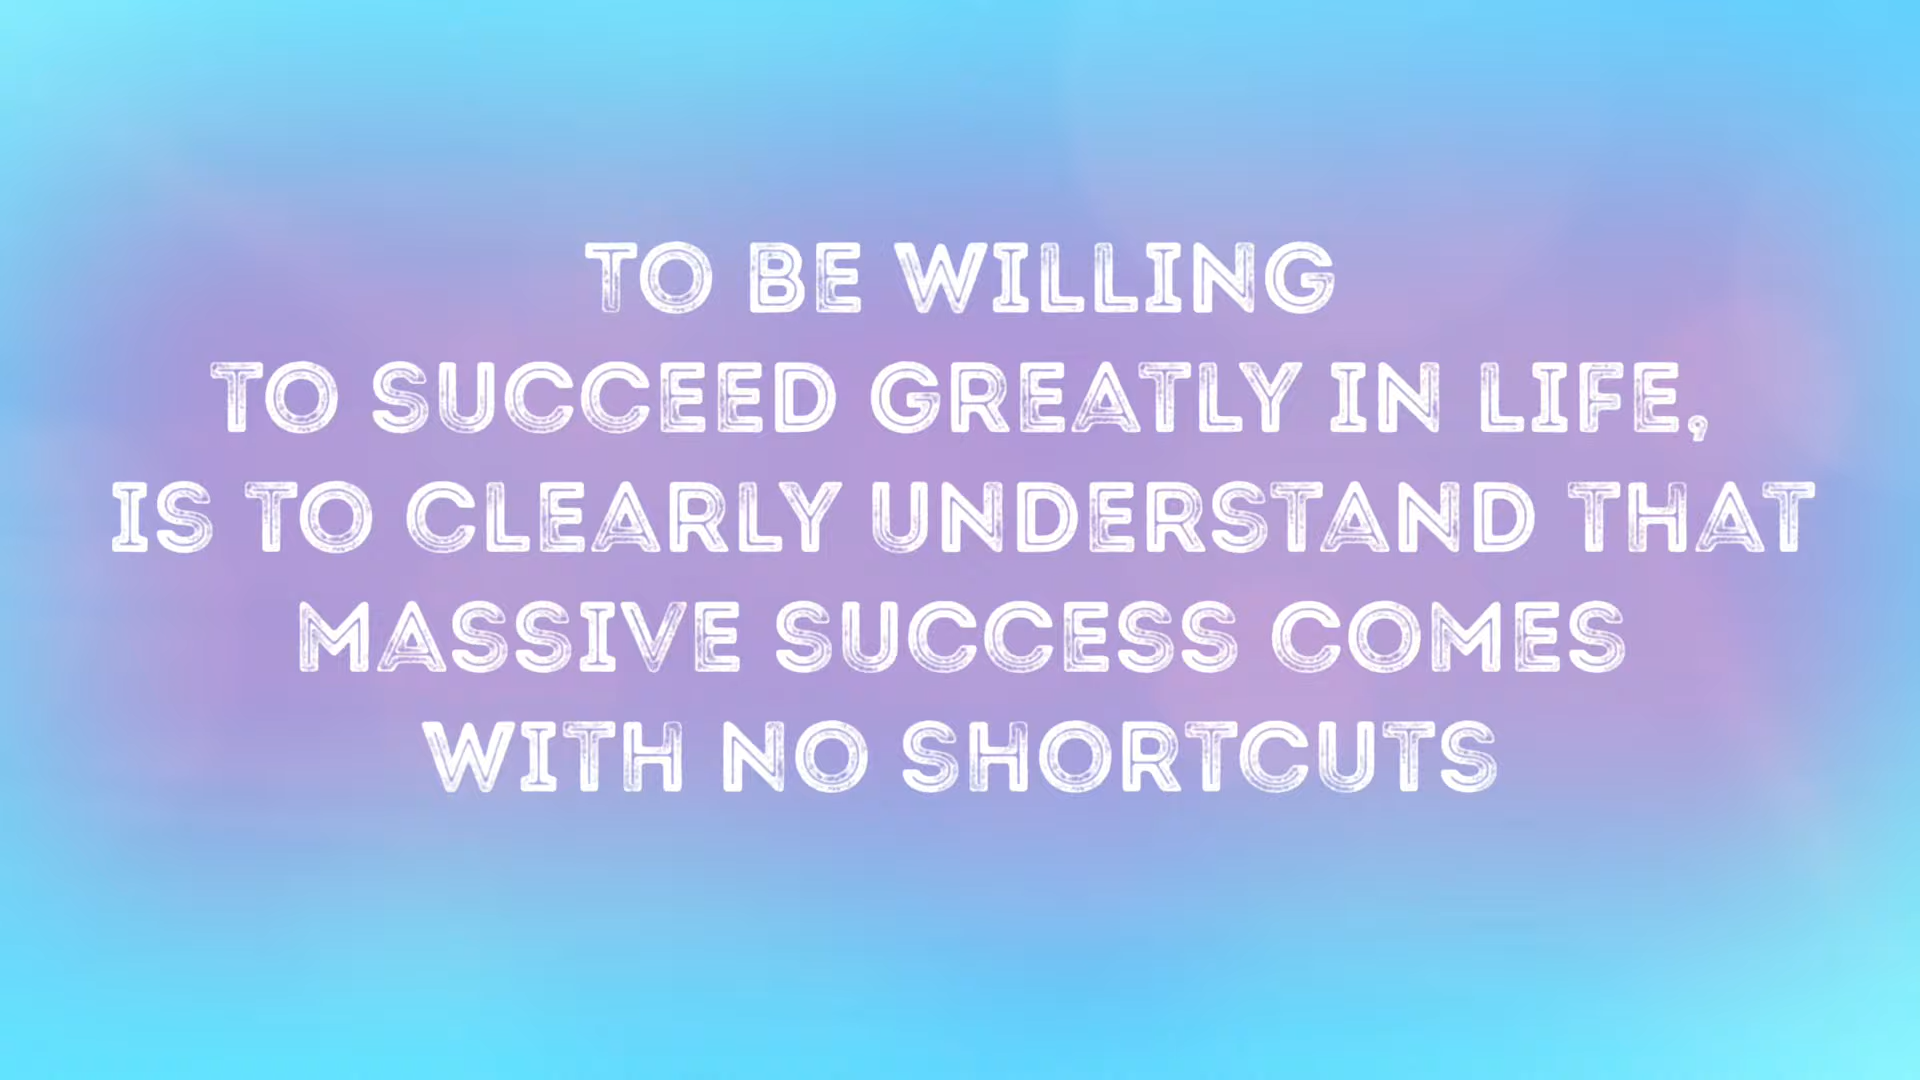 TO BE WILLING
TO SUCCEED GREATLY IN LIFE,
IS TO CLEARLY UNDERSTAND THAT
MASSIVE SUCCESS COMES
WITH NO SHORTCUTS